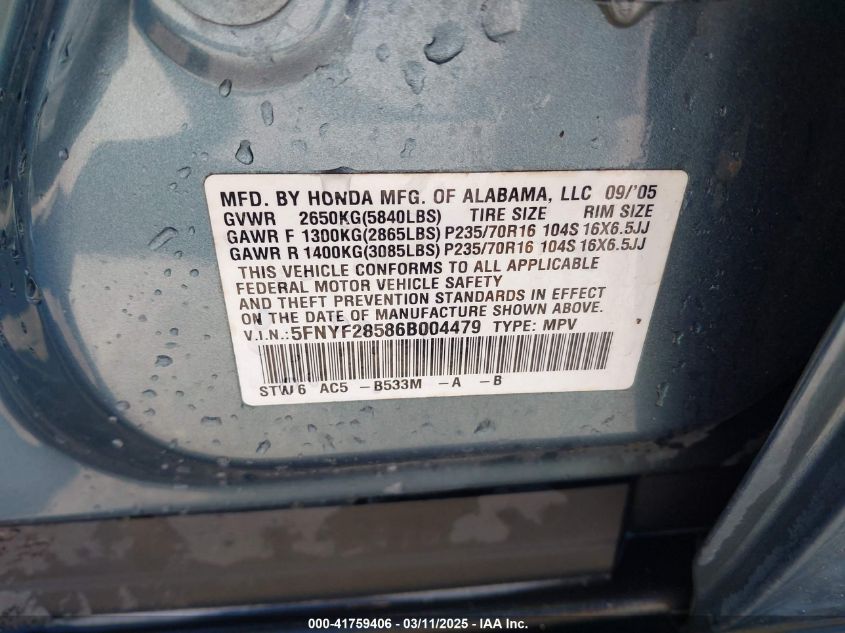 MFD. BY HONDA MFG. OF ALABAMA, LLC 09/'05
GVWR 2650KG(5840LBS) TIRE SIZE RIM SIZE
GAWR F 1300KG(2865LBS) P235/70R16 104S 16X6.5JJ
GAWR R 1400KG(3085LBS) P235/70R16 104S 16X6.5JJ
THIS VEHICLE CONFORMS TO ALL APPLICABLE
FEDERAL MOTOR VEHICLE SAFETY
AND THEFT PREVENTION STANDARDS IN EFFECT
ON THE DATE OF MANUFACTURE SHOWN ABOVE.
V.I.N.: 5FNYF28586B004479 TYPE: MPV
STW6 AC5 -B533M -A -B
000-41759406 - 03/11/2025 - IAA Inc.